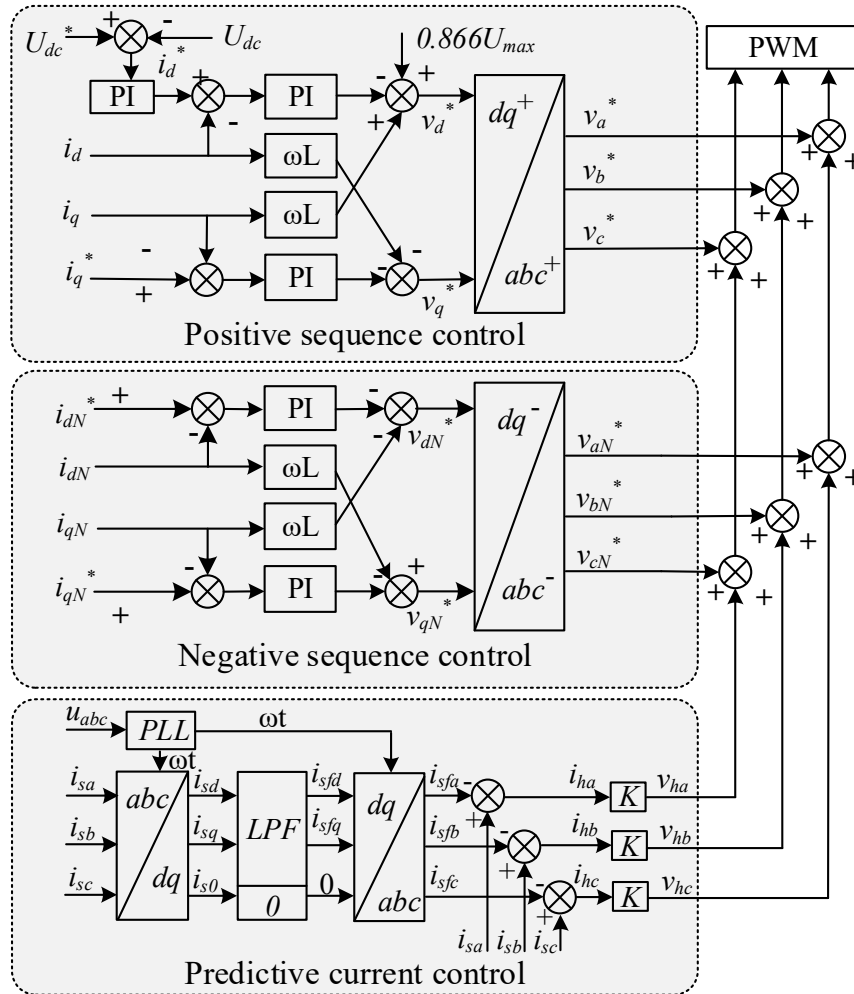 U_dc* + - U_dc 0.866U_max PWM
PI i_d* + PI - + v_d* dq+ v_a* + +
- +
i_d ωL v_b* + +
i_q ωL v_c* + +
i_q* - + PI - - v_q* abc+
Positive sequence control
i_dN* + PI - v_dN* dq- v_aN* + +
- -
i_dN ωL v_bN* + +
i_qN ωL + v_cN* + +
i_qN* - + PI - v_qN* abc-
Negative sequence control
u_abc PLL ωt
ωt
i_sa abc i_sd LPF i_sfd dq i_sfa - + i_ha K v_ha
i_sb i_sq i_sfq i_sfb - + i_hb K v_hb
i_sc dq i_s0 0 0 abc i_sfc - + i_hc K v_hc
i_sa i_sb i_sc
Predictive current control